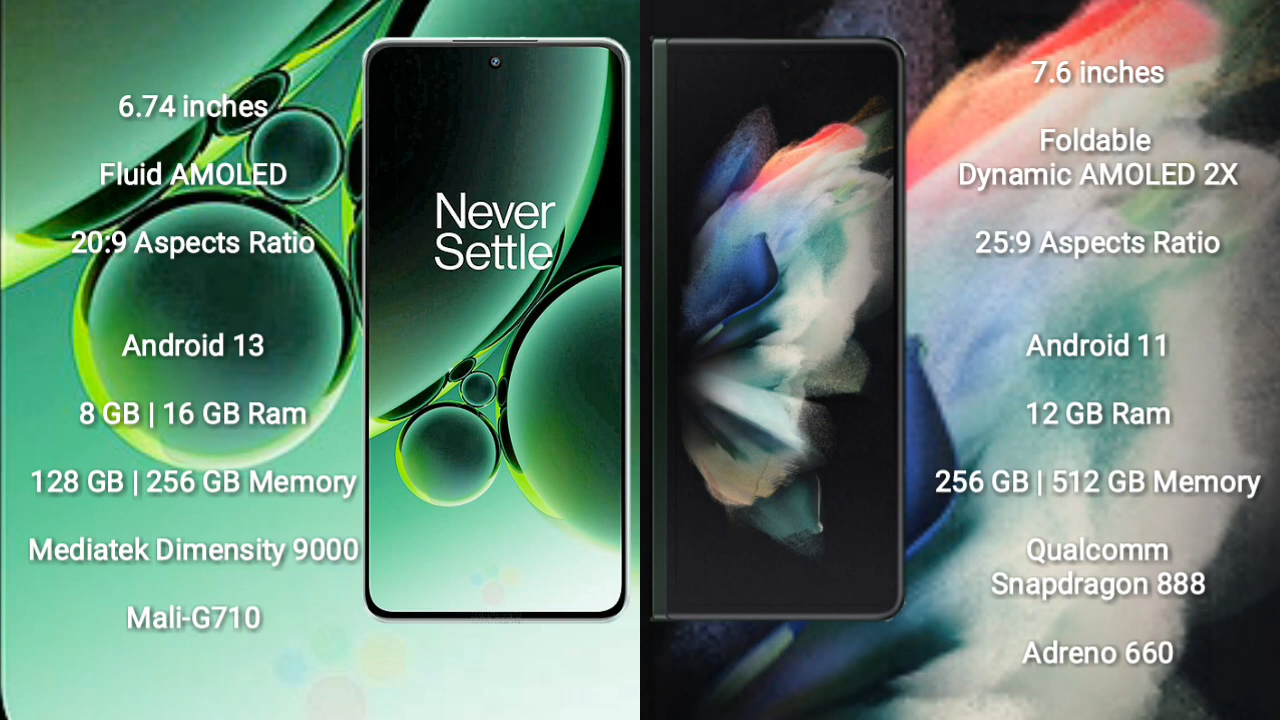 6.74 inches
Fluid AMOLED
20:9 Aspects Ratio
Android 13
8 GB | 16 GB Ram
128 GB | 256 GB Memory
Mediatek Dimensity 9000
Mali-G710
Never
Settle
7.6 inches
Foldable
Dynamic AMOLED 2X
25:9 Aspects Ratio
Android 11
12 GB Ram
256 GB | 512 GB Memory
Qualcomm
Snapdragon 888
Adreno 660